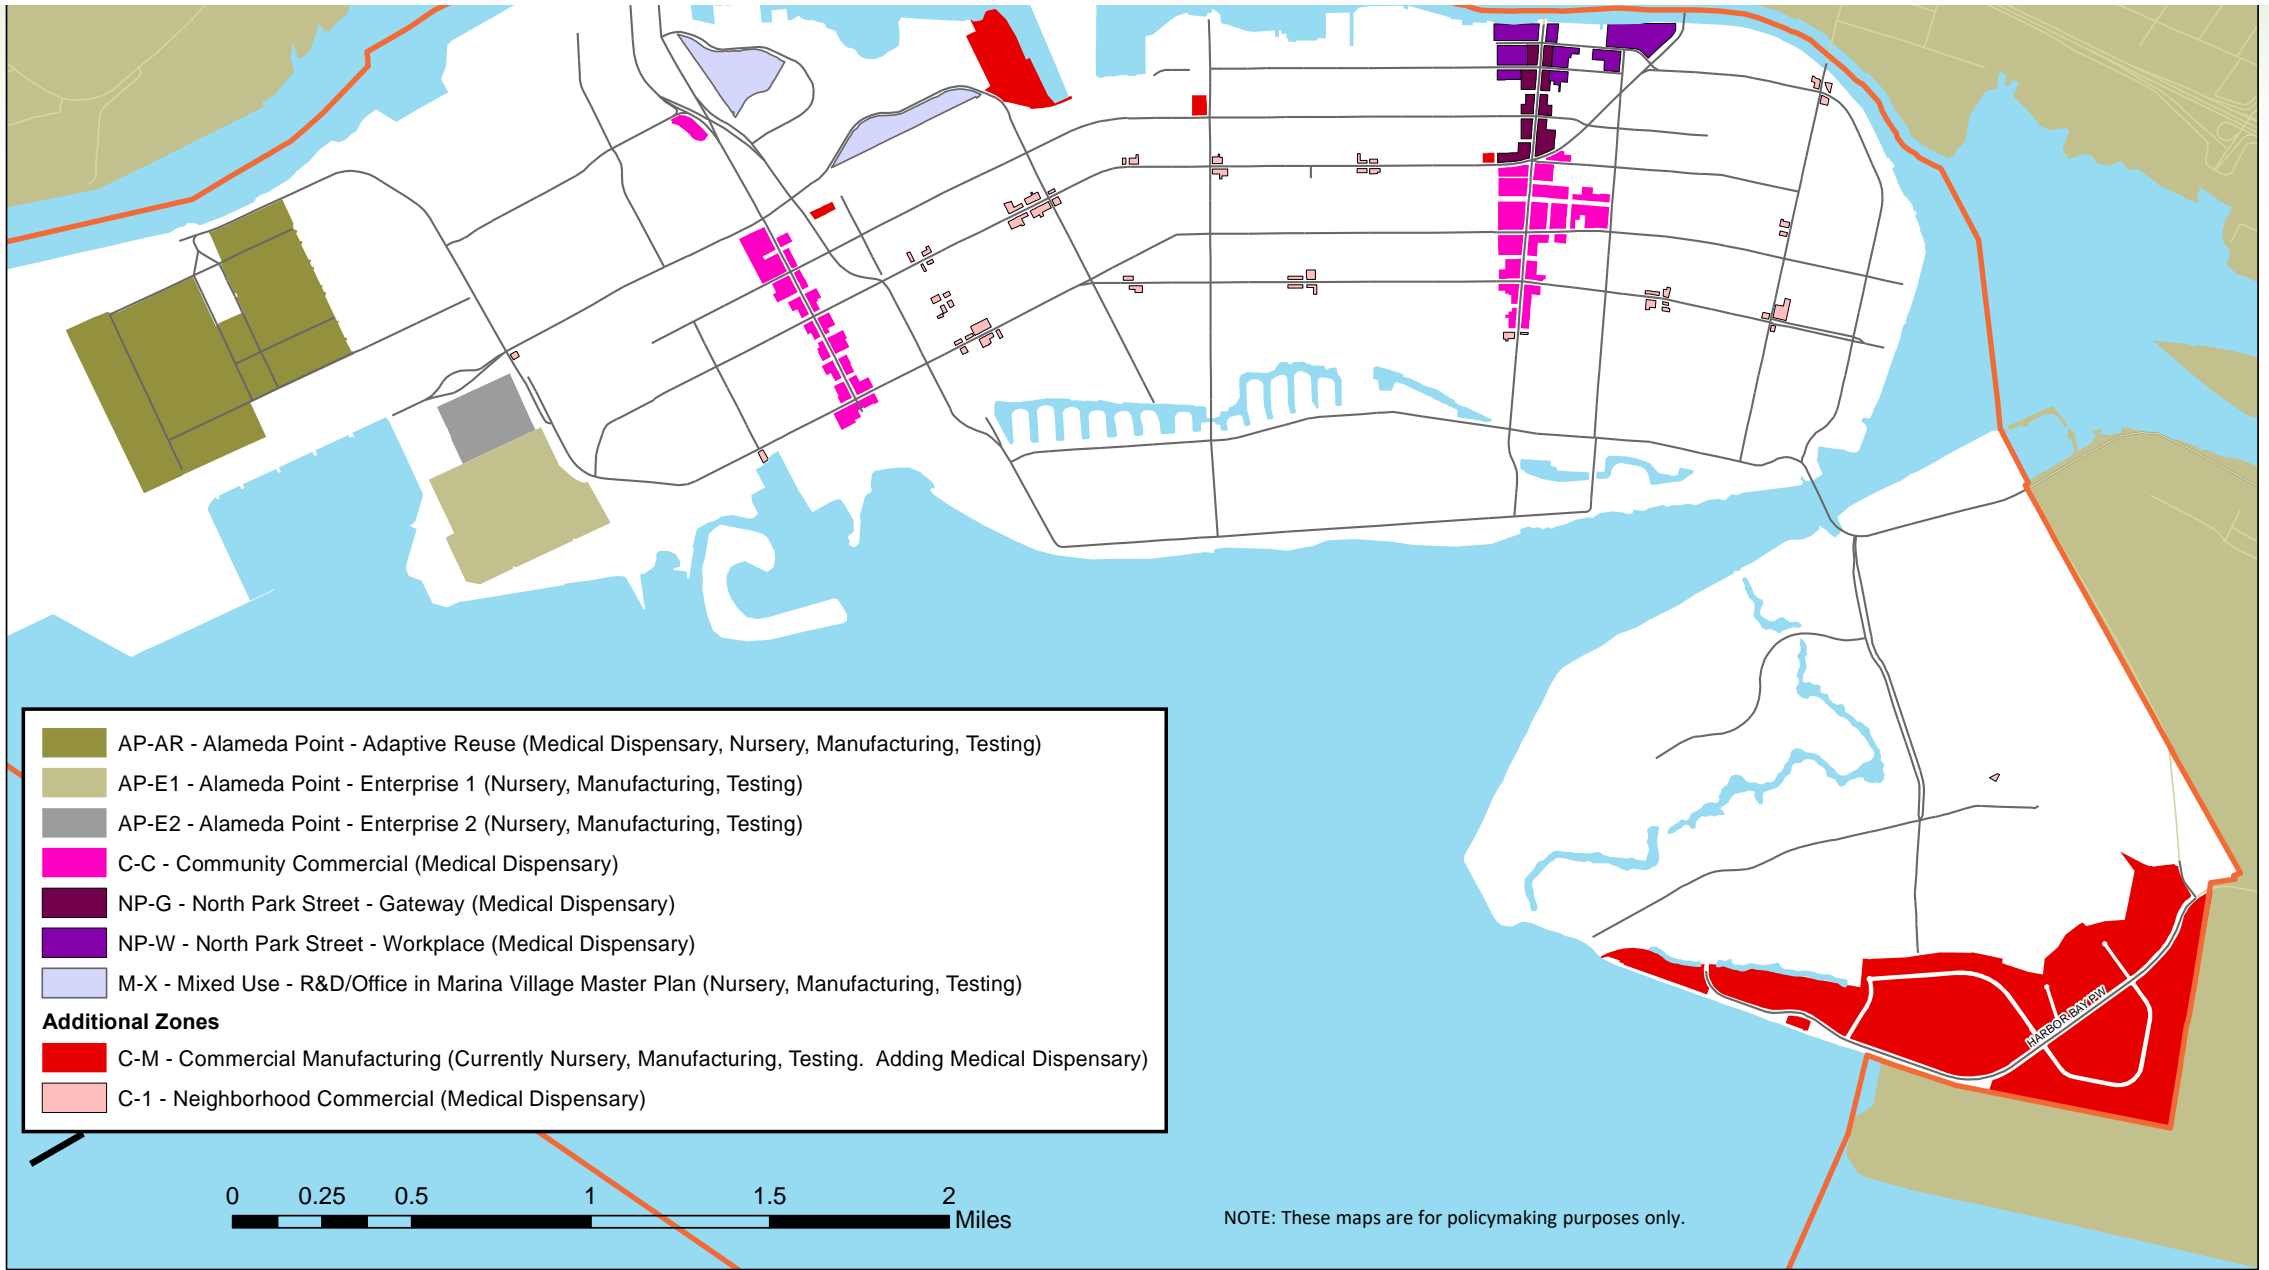 HARBOR BAY PW
AP-AR - Alameda Point - Adaptive Reuse (Medical Dispensary, Nursery, Manufacturing, Testing)
AP-E1 - Alameda Point - Enterprise 1 (Nursery, Manufacturing, Testing)
AP-E2 - Alameda Point - Enterprise 2 (Nursery, Manufacturing, Testing)
C-C - Community Commercial (Medical Dispensary)
NP-G - North Park Street - Gateway (Medical Dispensary)
NP-W - North Park Street - Workplace (Medical Dispensary)
M-X - Mixed Use - R&D/Office in Marina Village Master Plan (Nursery, Manufacturing, Testing)
Additional Zones
C-M - Commercial Manufacturing (Currently Nursery, Manufacturing, Testing.  Adding Medical Dispensary)
C-1 - Neighborhood Commercial (Medical Dispensary)
0 0.25 0.5 1 1.5 2
Miles
NOTE: These maps are for policymaking purposes only.